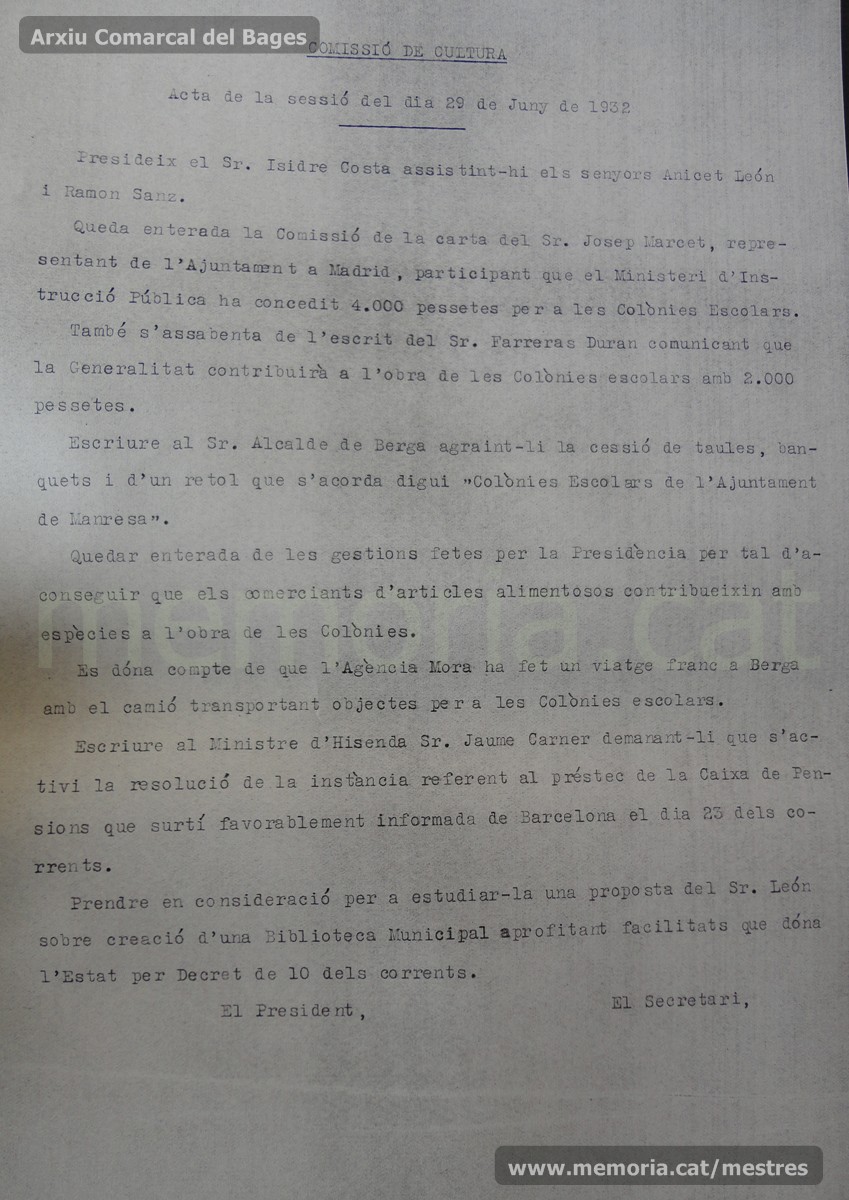 Arxiu Comarcal del Bages
COMISSIÓ DE CULTURA
Acta de la sessió del dia 29 de Juny de 1932
Presideix el Sr. Isidre Costa assistint-hi els senyors Anicet León
i Ramon Sanz.
Queda enterada la Comissió de la carta del Sr. Josep Marcet, repre-
sentant de l'Ajuntament a Madrid, participant que el Ministeri d'Ins-
trucció Pública ha concedit 4.000 pessetes per a les Colònies Escolars.
També s'assabenta de l'escrit del Sr. Farreras Duran comunicant que
la Generalitat contribuirà a l'obra de les Colònies escolars amb 2.000
pessetes.
Escriure al Sr. Alcalde de Berga agraint-li la cessió de taules, ban-
quets i d'un retol que s'acorda digui "Colònies Escolars de l'Ajuntament
de Manresa".
Quedar enterada de les gestions fetes per la Presidència per tal d'a-
conseguir que els comerciants d'articles alimentosos contribueixin amb
espècies a l'obra de les Colònies.
memòria.cat
Es dóna compte de que l'Agència Mora ha fet un viatge franc a Berga
amb el camió transportant objectes per a les Colònies escolars.
Escriure al Ministre d'Hisenda Sr. Jaume Carner demanant-li que s'ac-
tivi la resolució de la instància referent al préstec de la Caixa de Pen-
sions que surtí favorablement informada de Barcelona el dia 23 dels co-
rrents.
Prendre en consideració per a estudiar-la una proposta del Sr. León
sobre creació d'una Biblioteca Municipal aprofitant facilitats que dóna
l'Estat per Decret de 10 dels corrents.
El President,
El Secretari,
www.memoria.cat/mestres